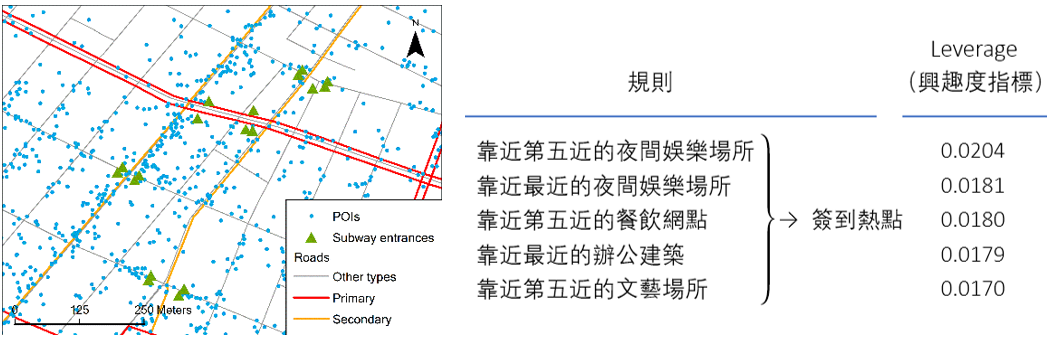 N
POIs
Subway entrances
Roads
Other types
Primary
Secondary
0 125 250 Meters
規則
Leverage
（興趣度指標）
靠近第五近的夜間娛樂場所 0.0204
靠近最近的夜間娛樂場所 0.0181
靠近第五近的餐飲網點 → 簽到熱點 0.0180
靠近最近的辦公建築 0.0179
靠近第五近的文藝場所 0.0170